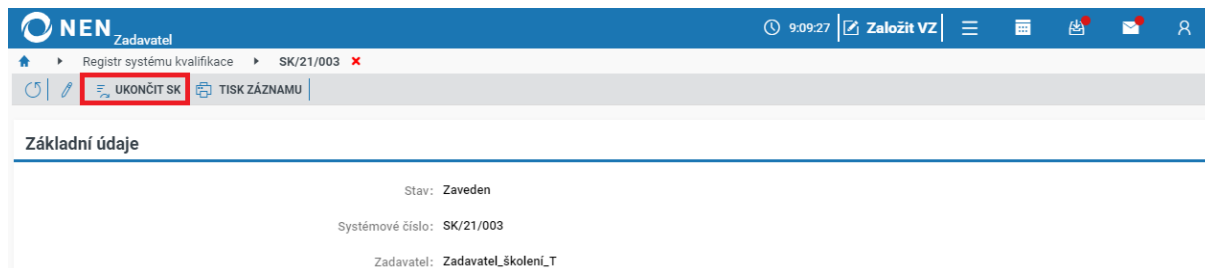 NEN Zadavatel 9:09:27 Založit VZ
Registr systému kvalifikace SK/21/003
UKONČIT SK TISK ZÁZNAMU
Základní údaje
Stav: Zaveden
Systémové číslo: SK/21/003
Zadavatel: Zadavatel_školení_T